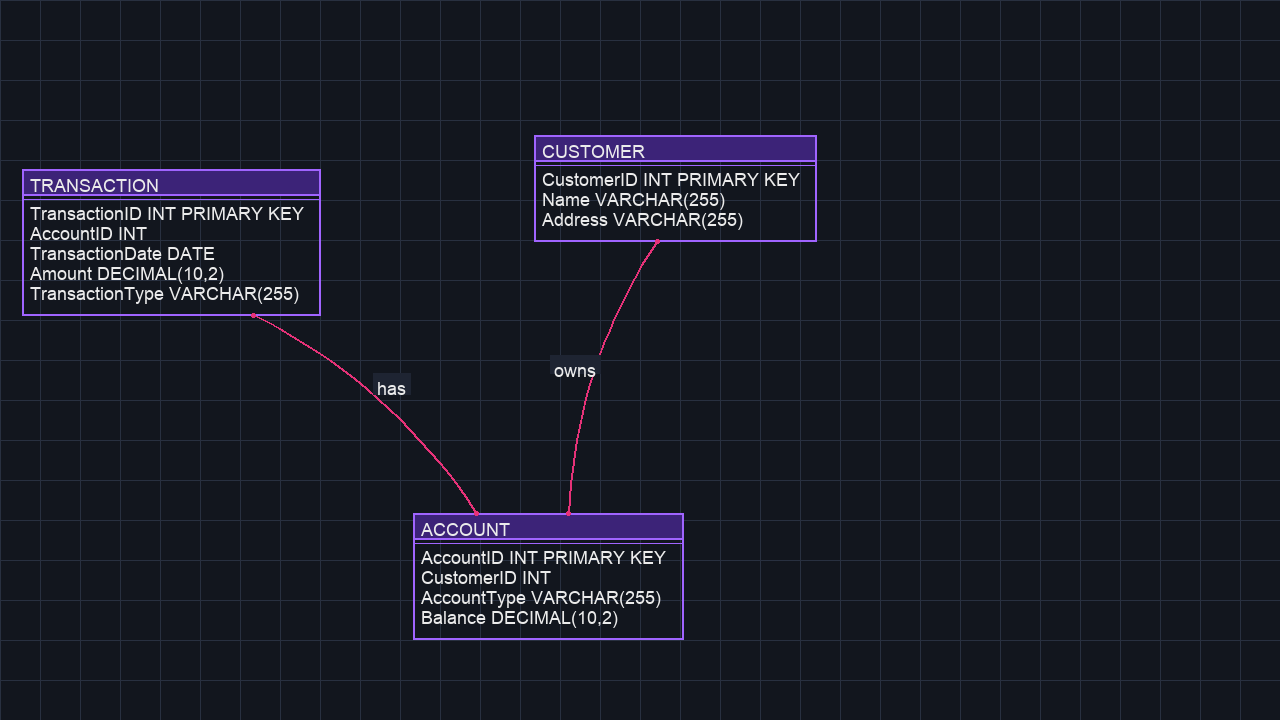 TRANSACTION
TransactionID INT PRIMARY KEY
AccountID INT
TransactionDate DATE
Amount DECIMAL(10,2)
TransactionType VARCHAR(255)
CUSTOMER
CustomerID INT PRIMARY KEY
Name VARCHAR(255)
Address VARCHAR(255)
has
owns
ACCOUNT
AccountID INT PRIMARY KEY
CustomerID INT
AccountType VARCHAR(255)
Balance DECIMAL(10,2)